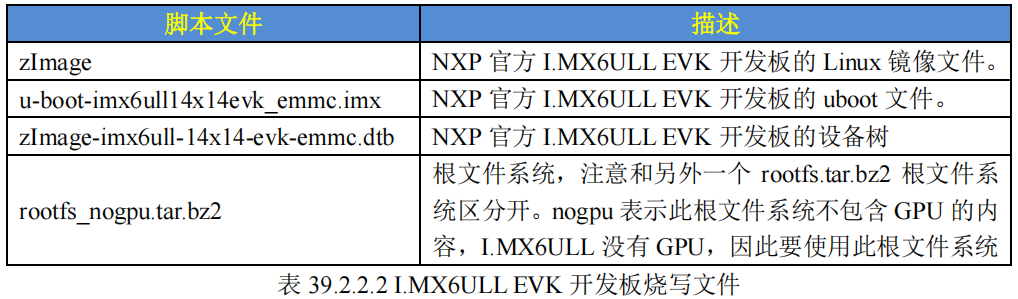 脚本文件 描述
zImage NXP 官方 I.MX6ULL EVK 开发板的 Linux 镜像文件。
u-boot-imx6ull14x14evk_emmc.imx NXP 官方 I.MX6ULL EVK 开发板的 uboot 文件。
zImage-imx6ull-14x14-evk-emmc.dtb NXP 官方 I.MX6ULL EVK 开发板的设备树
根文件系统，注意和另外一个 rootfs.tar.bz2 根文件系
rootfs_nogpu.tar.bz2 统区分开。nogpu 表示此根文件系统不包含 GPU 的内
容，I.MX6ULL 没有 GPU，因此要使用此根文件系统
表 39.2.2.2 I.MX6ULL EVK 开发板烧写文件